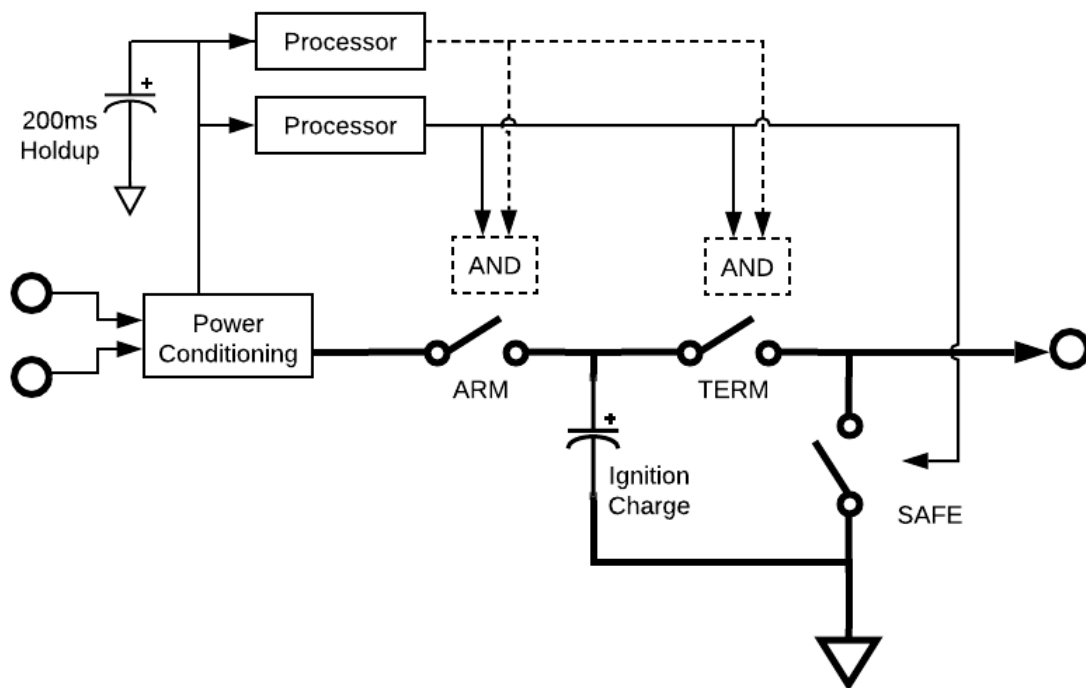 Processor
Processor
+
200ms
Holdup
AND
AND
Power
Conditioning
ARM
TERM
+
Ignition
Charge
SAFE